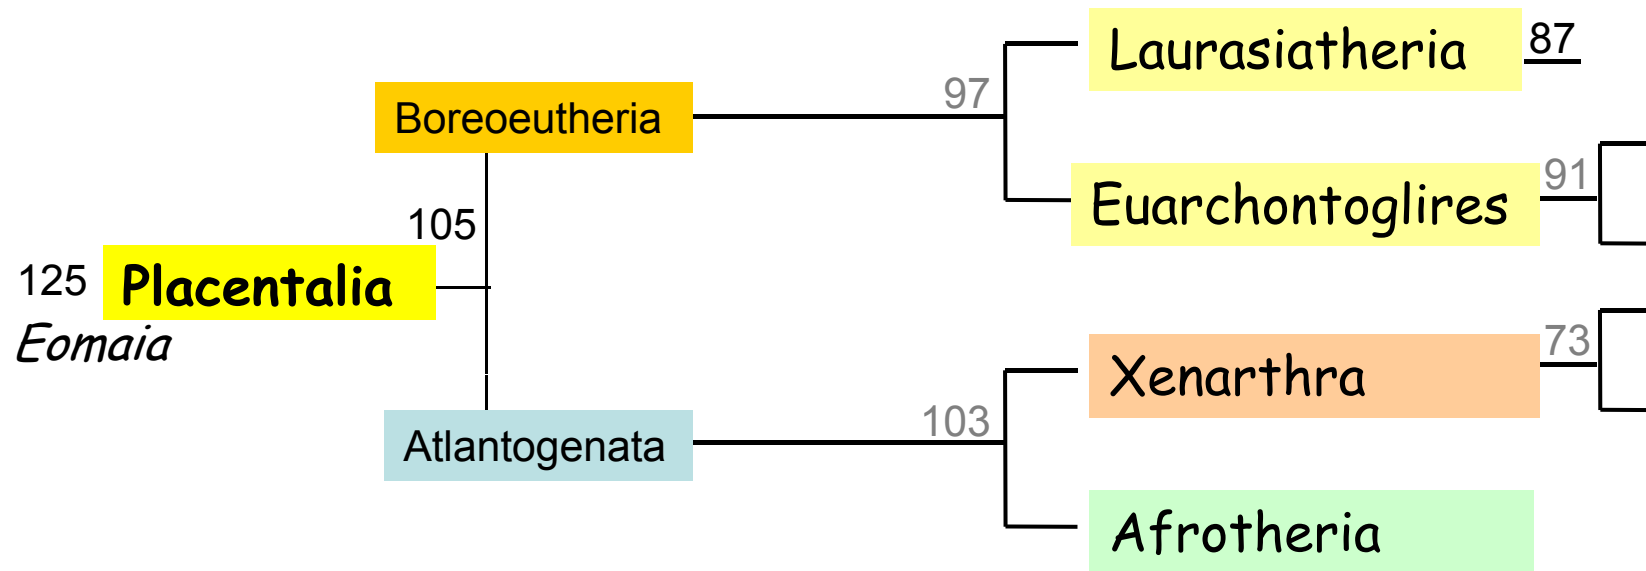 Laurasiatheria 87
97
Boreoeutheria
Euarchontoglires 91
105
125 Placentalia
Eomaia
Xenarthra 73
103
Atlantogenata
Afrotheria